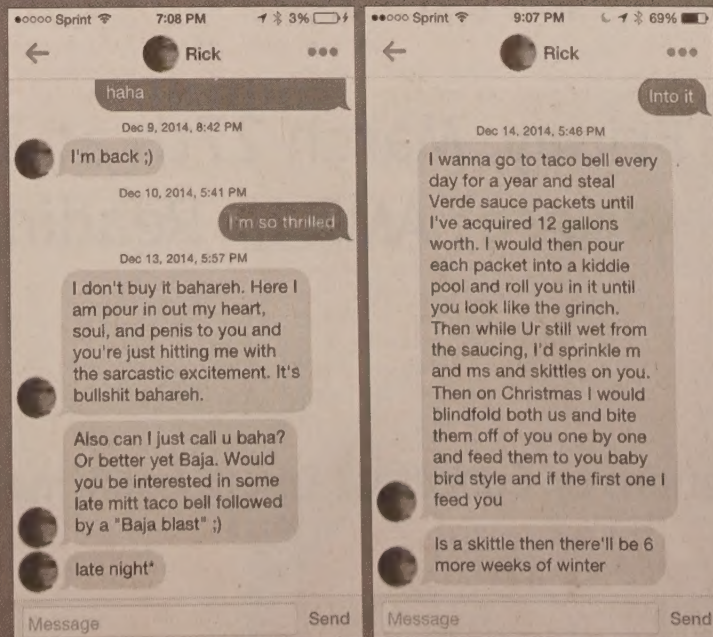 ●oooo Sprint 7:08 PM 3%
Rick
haha
Dec 9, 2014, 8:42 PM
I'm back ;)
Dec 10, 2014, 5:41 PM
I'm so thrilled
Dec 13, 2014, 5:57 PM
I don't buy it bahareh. Here I
am pour in out my heart,
soul, and penis to you and
you're just hitting me with
the sarcastic excitement. It's
bullshit bahareh.
Also can I just call u baha?
Or better yet Baja. Would
you be interested in some
late mitt taco bell followed
by a "Baja blast" ;)
late night*
Message Send
●●ooo Sprint 9:07 PM 69%
Rick
Into it
Dec 14, 2014, 5:46 PM
I wanna go to taco bell every
day for a year and steal
Verde sauce packets until
I've acquired 12 gallons
worth. I would then pour
each packet into a kiddie
pool and roll you in it until
you look like the grinch.
Then while Ur still wet from
the saucing, I'd sprinkle m
and ms and skittles on you.
Then on Christmas I would
blindfold both us and bite
them off of you one by one
and feed them to you baby
bird style and if the first one I
feed you
Is a skittle then there'll be 6
more weeks of winter
Message Send